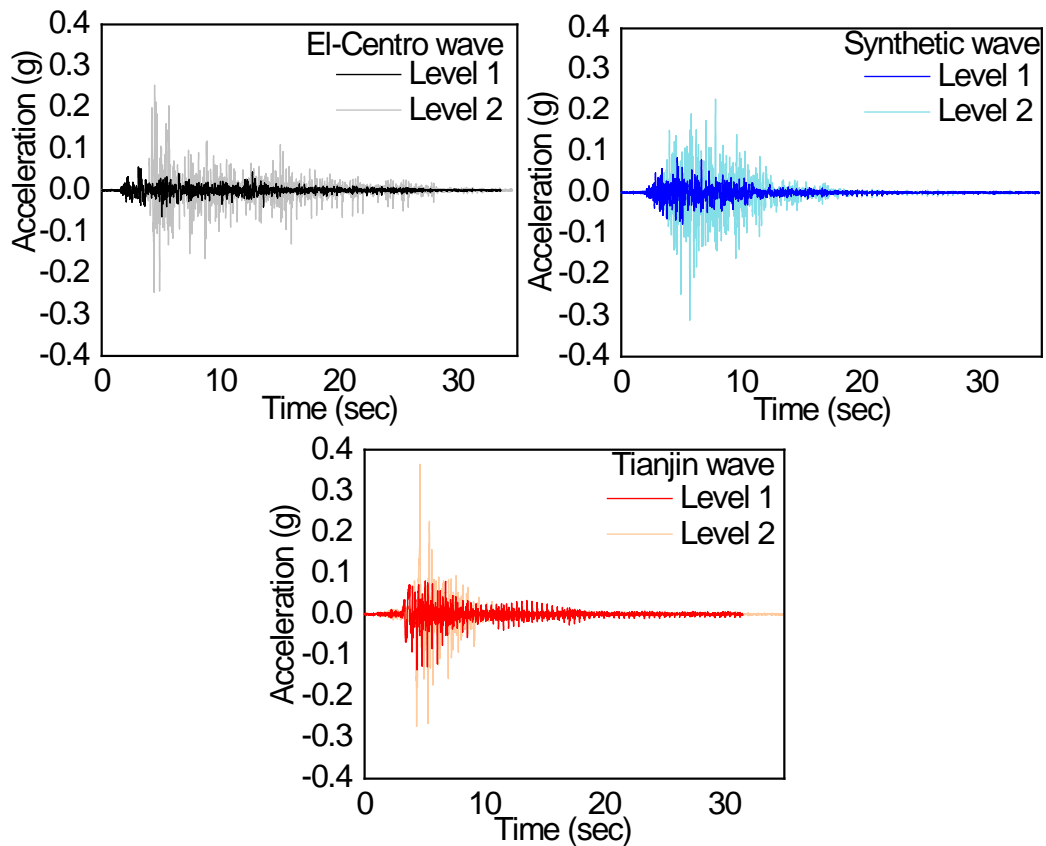 El-Centro wave
Level 1
Level 2
Acceleration (g)
0.4
0.3
0.2
0.1
0.0
-0.1
-0.2
-0.3
-0.4
0 10 20 30
Time (sec)
Synthetic wave
Level 1
Level 2
Acceleration (g)
0.4
0.3
0.2
0.1
0.0
-0.1
-0.2
-0.3
-0.4
0 10 20 30
Time (sec)
Tianjin wave
Level 1
Level 2
Acceleration (g)
0.4
0.3
0.2
0.1
0.0
-0.1
-0.2
-0.3
-0.4
0 10 20 30
Time (sec)